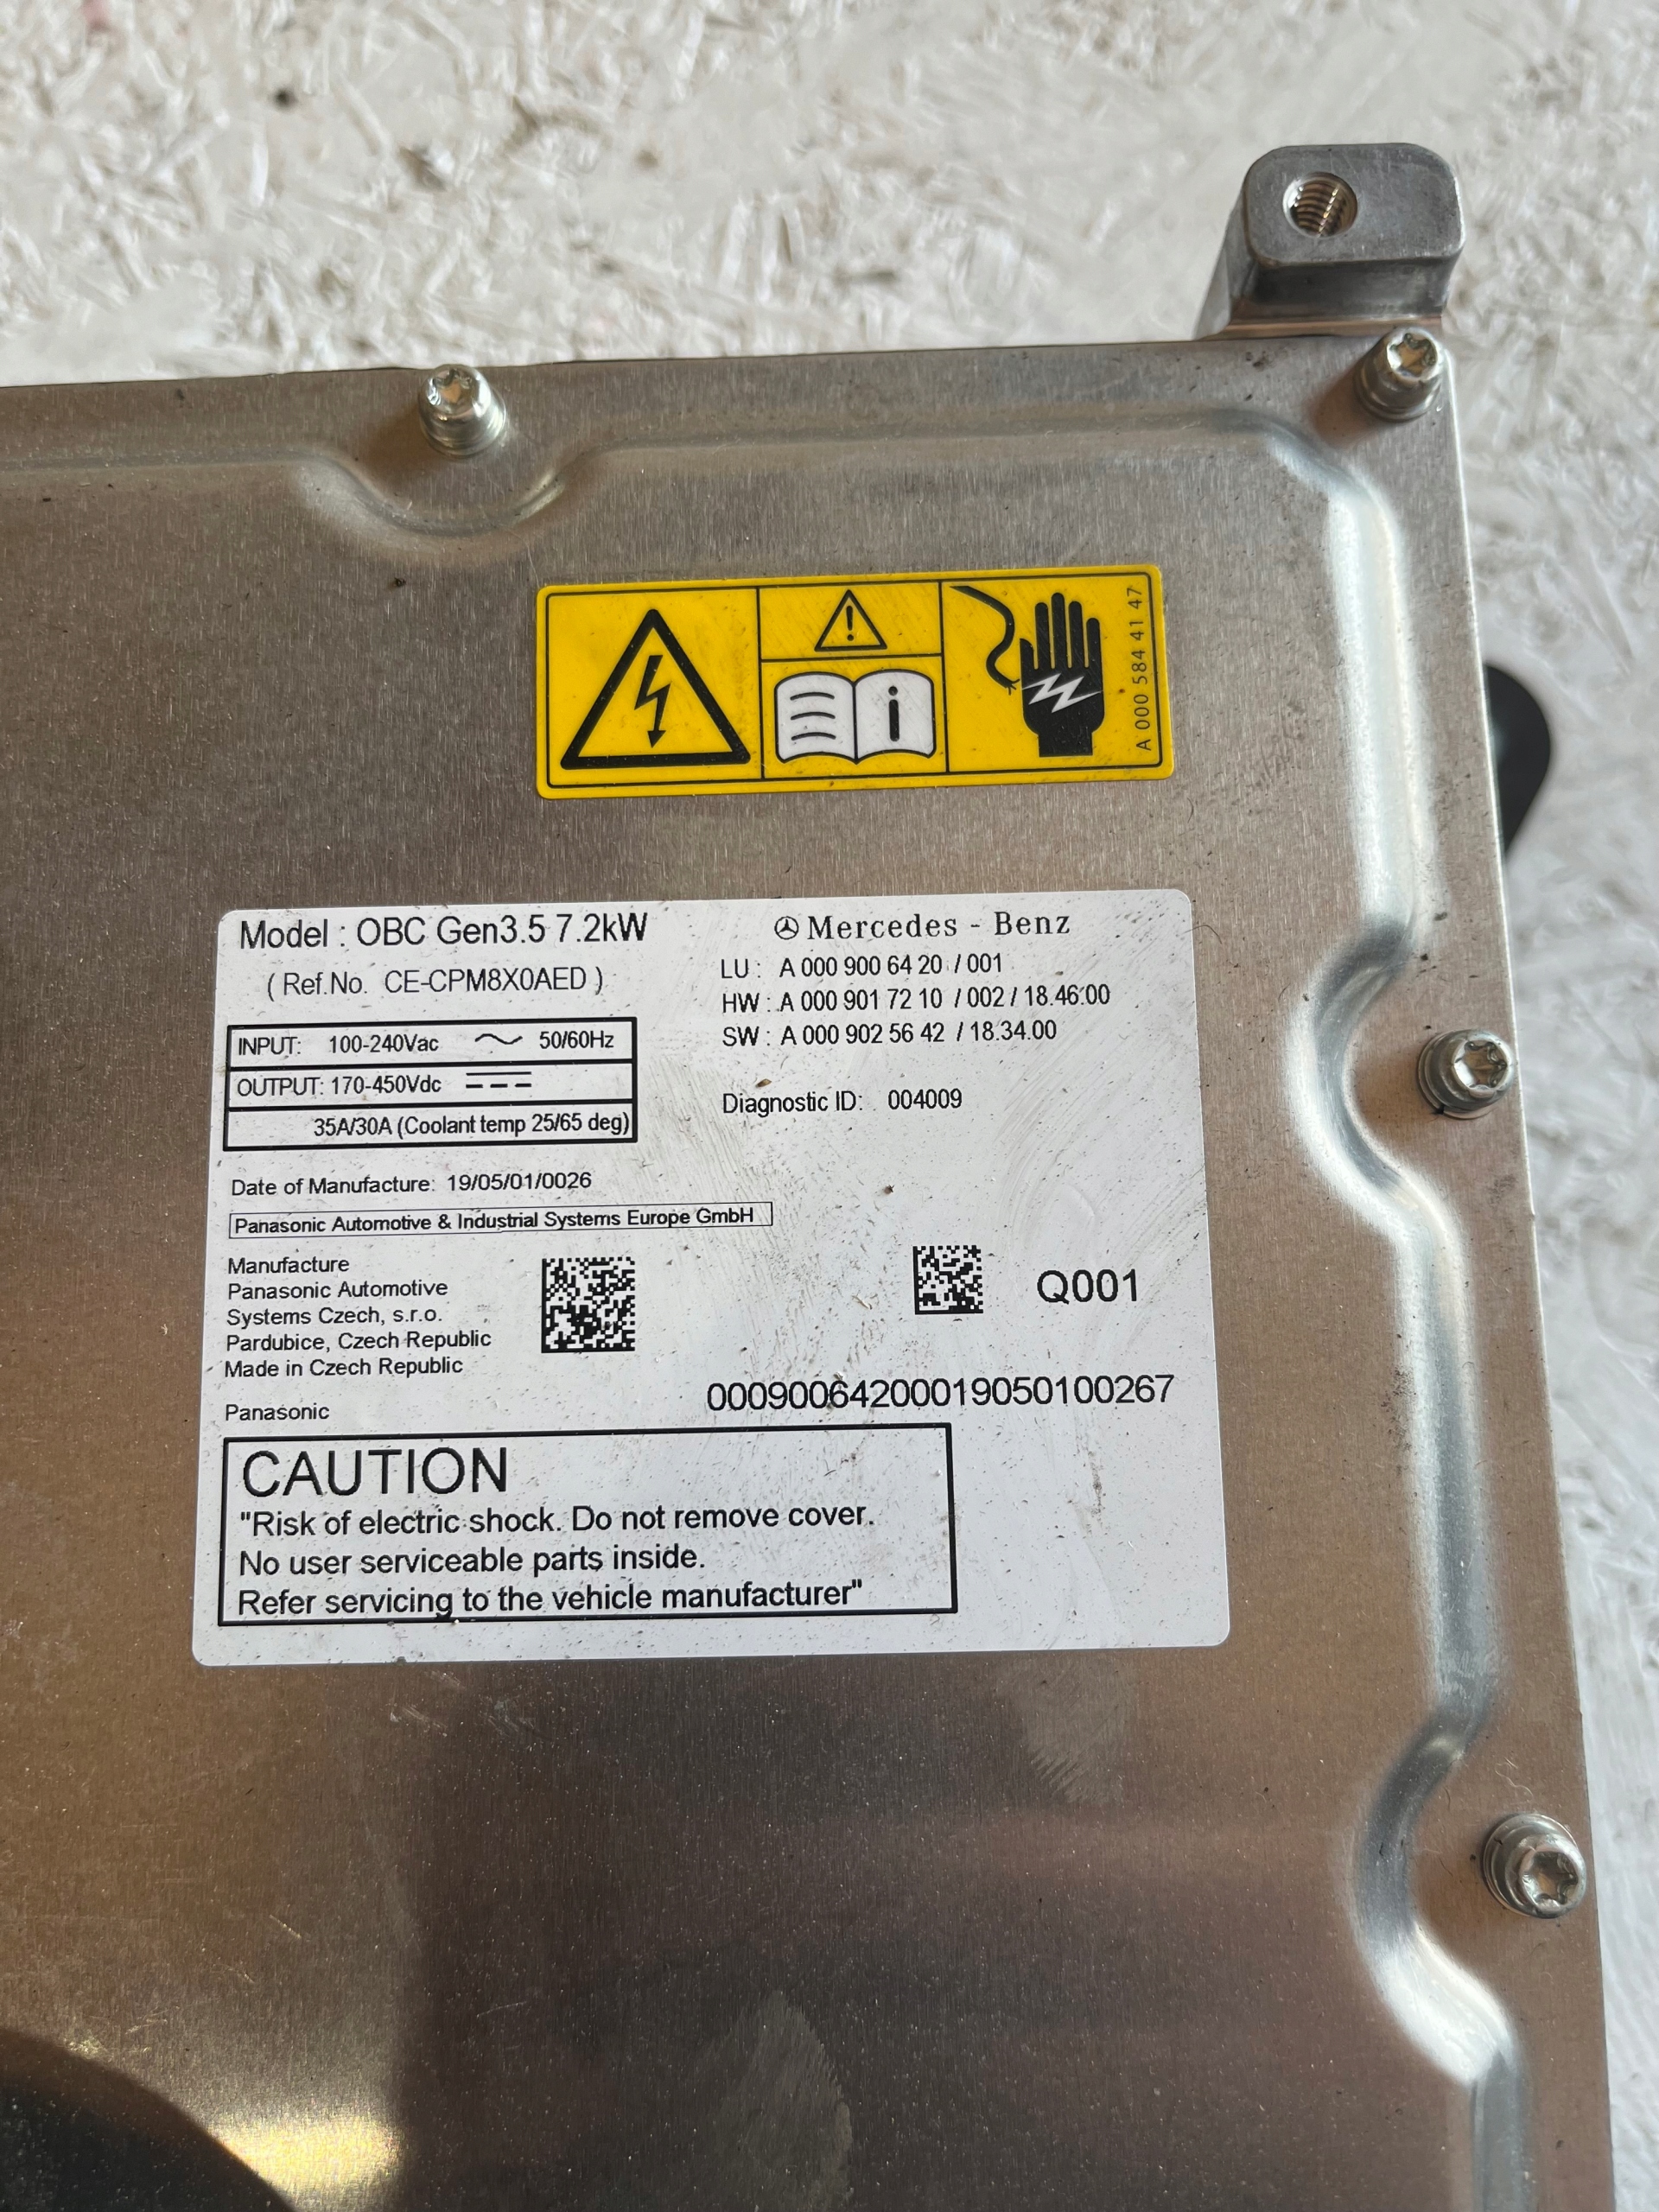 A 000 584 41 47
Model : OBC Gen3.5 7.2kW
( Ref.No. CE-CPM8X0AED )
INPUT: 100-240Vac 50/60Hz
OUTPUT: 170-450Vdc
35A/30A (Coolant temp 25/65 deg)
Mercedes - Benz
LU : A 000 900 64 20 / 001
HW : A 000 901 72 10 / 002 / 18.46.00
SW : A 000 902 56 42 / 18.34.00
Diagnostic ID: 004009
Date of Manufacture: 19/05/01/0026
Panasonic Automotive & Industrial Systems Europe GmbH
Manufacture
Panasonic Automotive
Systems Czech, s.r.o.
Pardubice, Czech Republic
Made in Czech Republic
Q001
Panasonic
00090064200019050100267
CAUTION
"Risk of electric shock. Do not remove cover.
No user serviceable parts inside.
Refer servicing to the vehicle manufacturer"